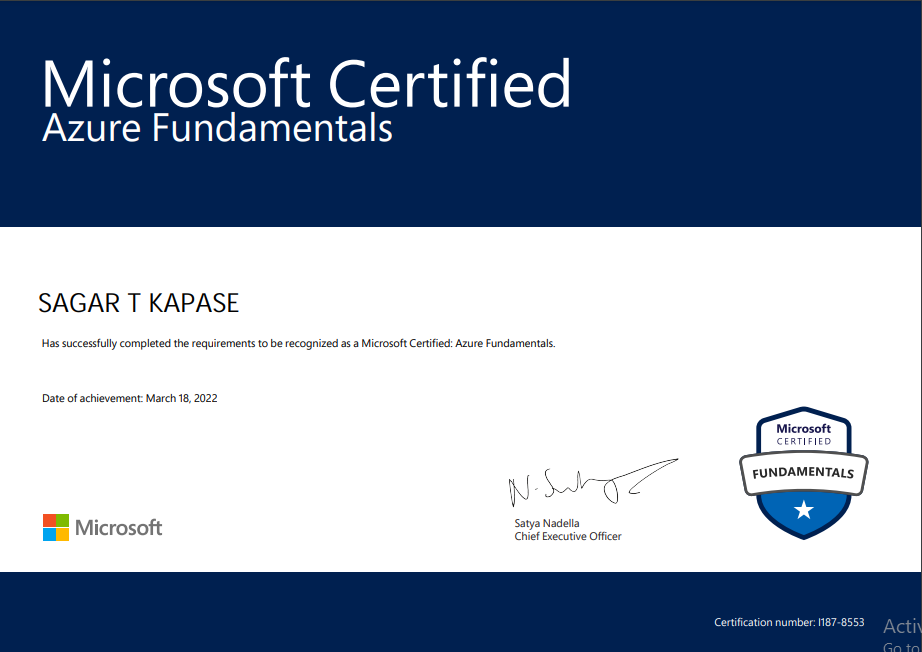 Microsoft Certified
Azure Fundamentals
SAGAR T KAPASE
Has successfully completed the requirements to be recognized as a Microsoft Certified: Azure Fundamentals.
Date of achievement: March 18, 2022
Microsoft
CERTIFIED
FUNDAMENTALS
N. Satya
Satya Nadella
Chief Executive Officer
Microsoft
Certification number: I187-8553
Activ
Go to